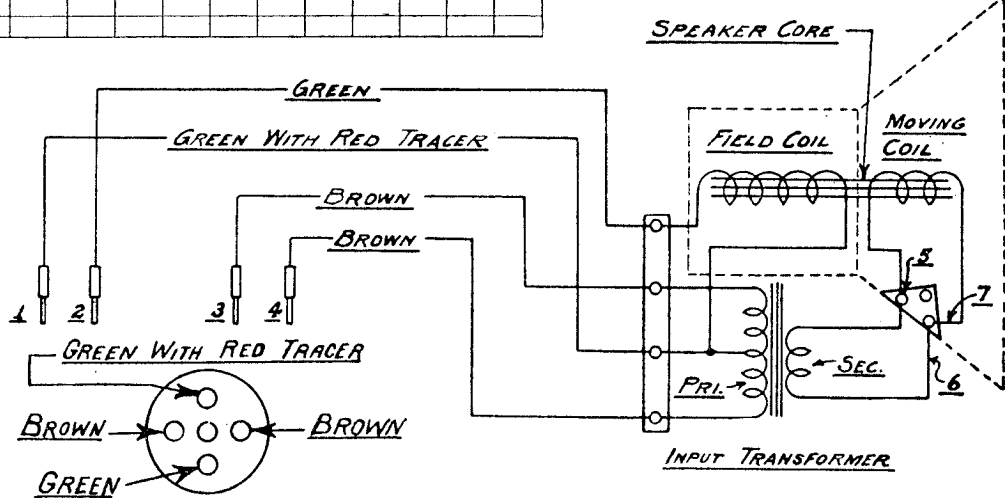 SPEAKER CORE
GREEN
GREEN WITH RED TRACER
FIELD COIL
MOVING
COIL
BROWN
BROWN
1 2 3 4
5
7
GREEN WITH RED TRACER
PRI.
SEC.
6
BROWN
BROWN
INPUT TRANSFORMER
GREEN